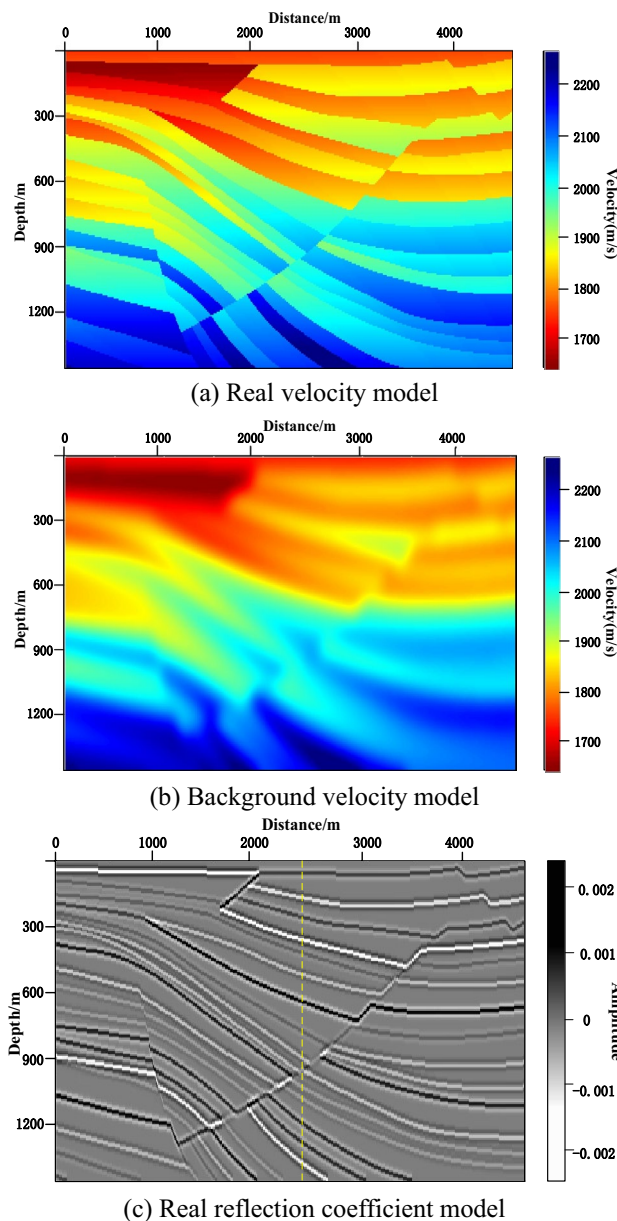 Distance/m
0 1000 2000 3000 4000
300
600
900
1200
Depth/m
2200
2100
2000
1900
1800
1700
Velocity(m/s)
(a) Real velocity model
Distance/m
0 1000 2000 3000 4000
300
600
900
1200
Depth/m
2200
2100
2000
1900
1800
1700
Velocity(m/s)
(b) Background velocity model
Distance/m
0 1000 2000 3000 4000
300
600
900
1200
Depth/m
0.002
0.001
0
-0.001
-0.002
Amplitude
(c) Real reflection coefficient model